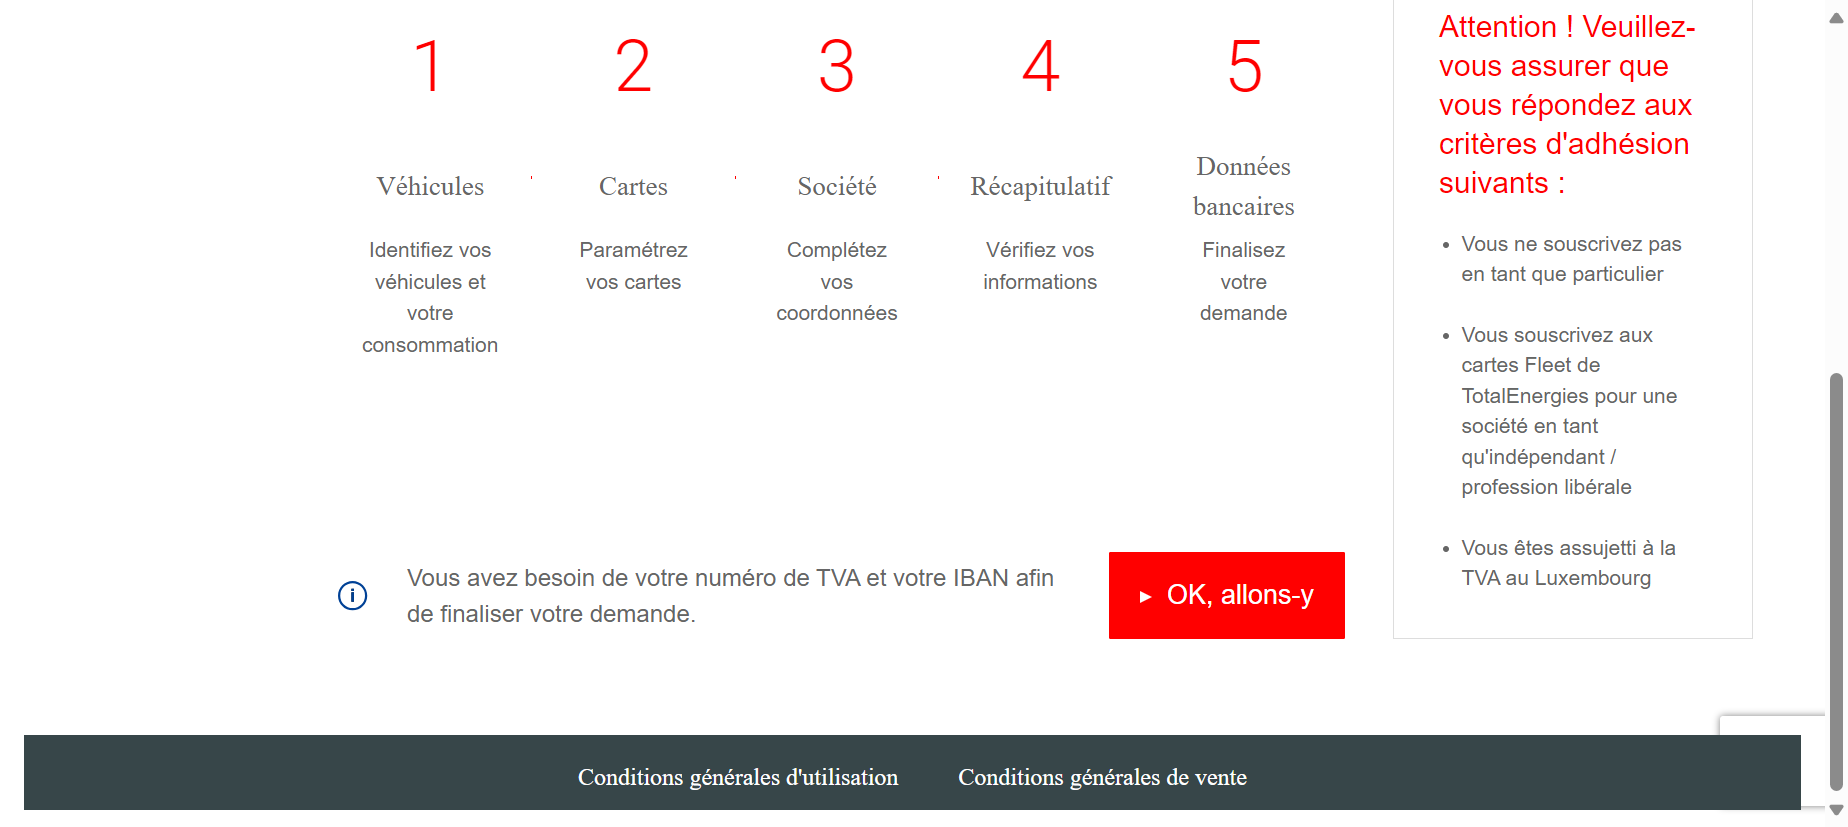 1
Véhicules
Identifiez vos
véhicules et
votre
consommation
2
Cartes
Paramétrez
vos cartes
3
Société
Complétez
vos
coordonnées
4
Récapitulatif
Vérifiez vos
informations
5
Données
bancaires
Finalisez
votre
demande
Vous avez besoin de votre numéro de TVA et votre IBAN afin
de finaliser votre demande.
► OK, allons-y
Attention ! Veuillez-
vous assurer que
vous répondez aux
critères d'adhésion
suivants :
• Vous ne souscrivez pas
en tant que particulier
• Vous souscrivez aux
cartes Fleet de
TotalEnergies pour une
société en tant
qu'indépendant /
profession libérale
• Vous êtes assujetti à la
TVA au Luxembourg
Conditions générales d'utilisation
Conditions générales de vente